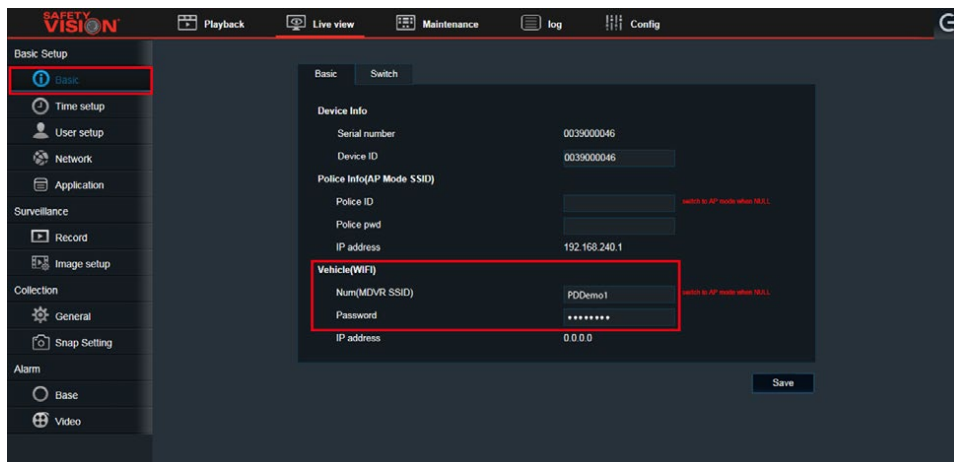 SAFETY VISION
Playback Live view Maintenance log Config
Basic Setup
Basic
Time setup
User setup
Network
Application
Surveillance
Record
Image setup
Collection
General
Snap Setting
Alarm
Base
Video
Basic Switch
Device Info
Serial number 0039000046
Device ID 0039000046
Police Info(AP Mode SSID)
Police ID switch to AP mode when NULL
Police pwd
IP address 192.168.240.1
Vehicle(WIFI)
Num(MDVR SSID) PDDemo1 switch to AP mode when NULL
Password ••••••••
IP address 0.0.0.0
Save